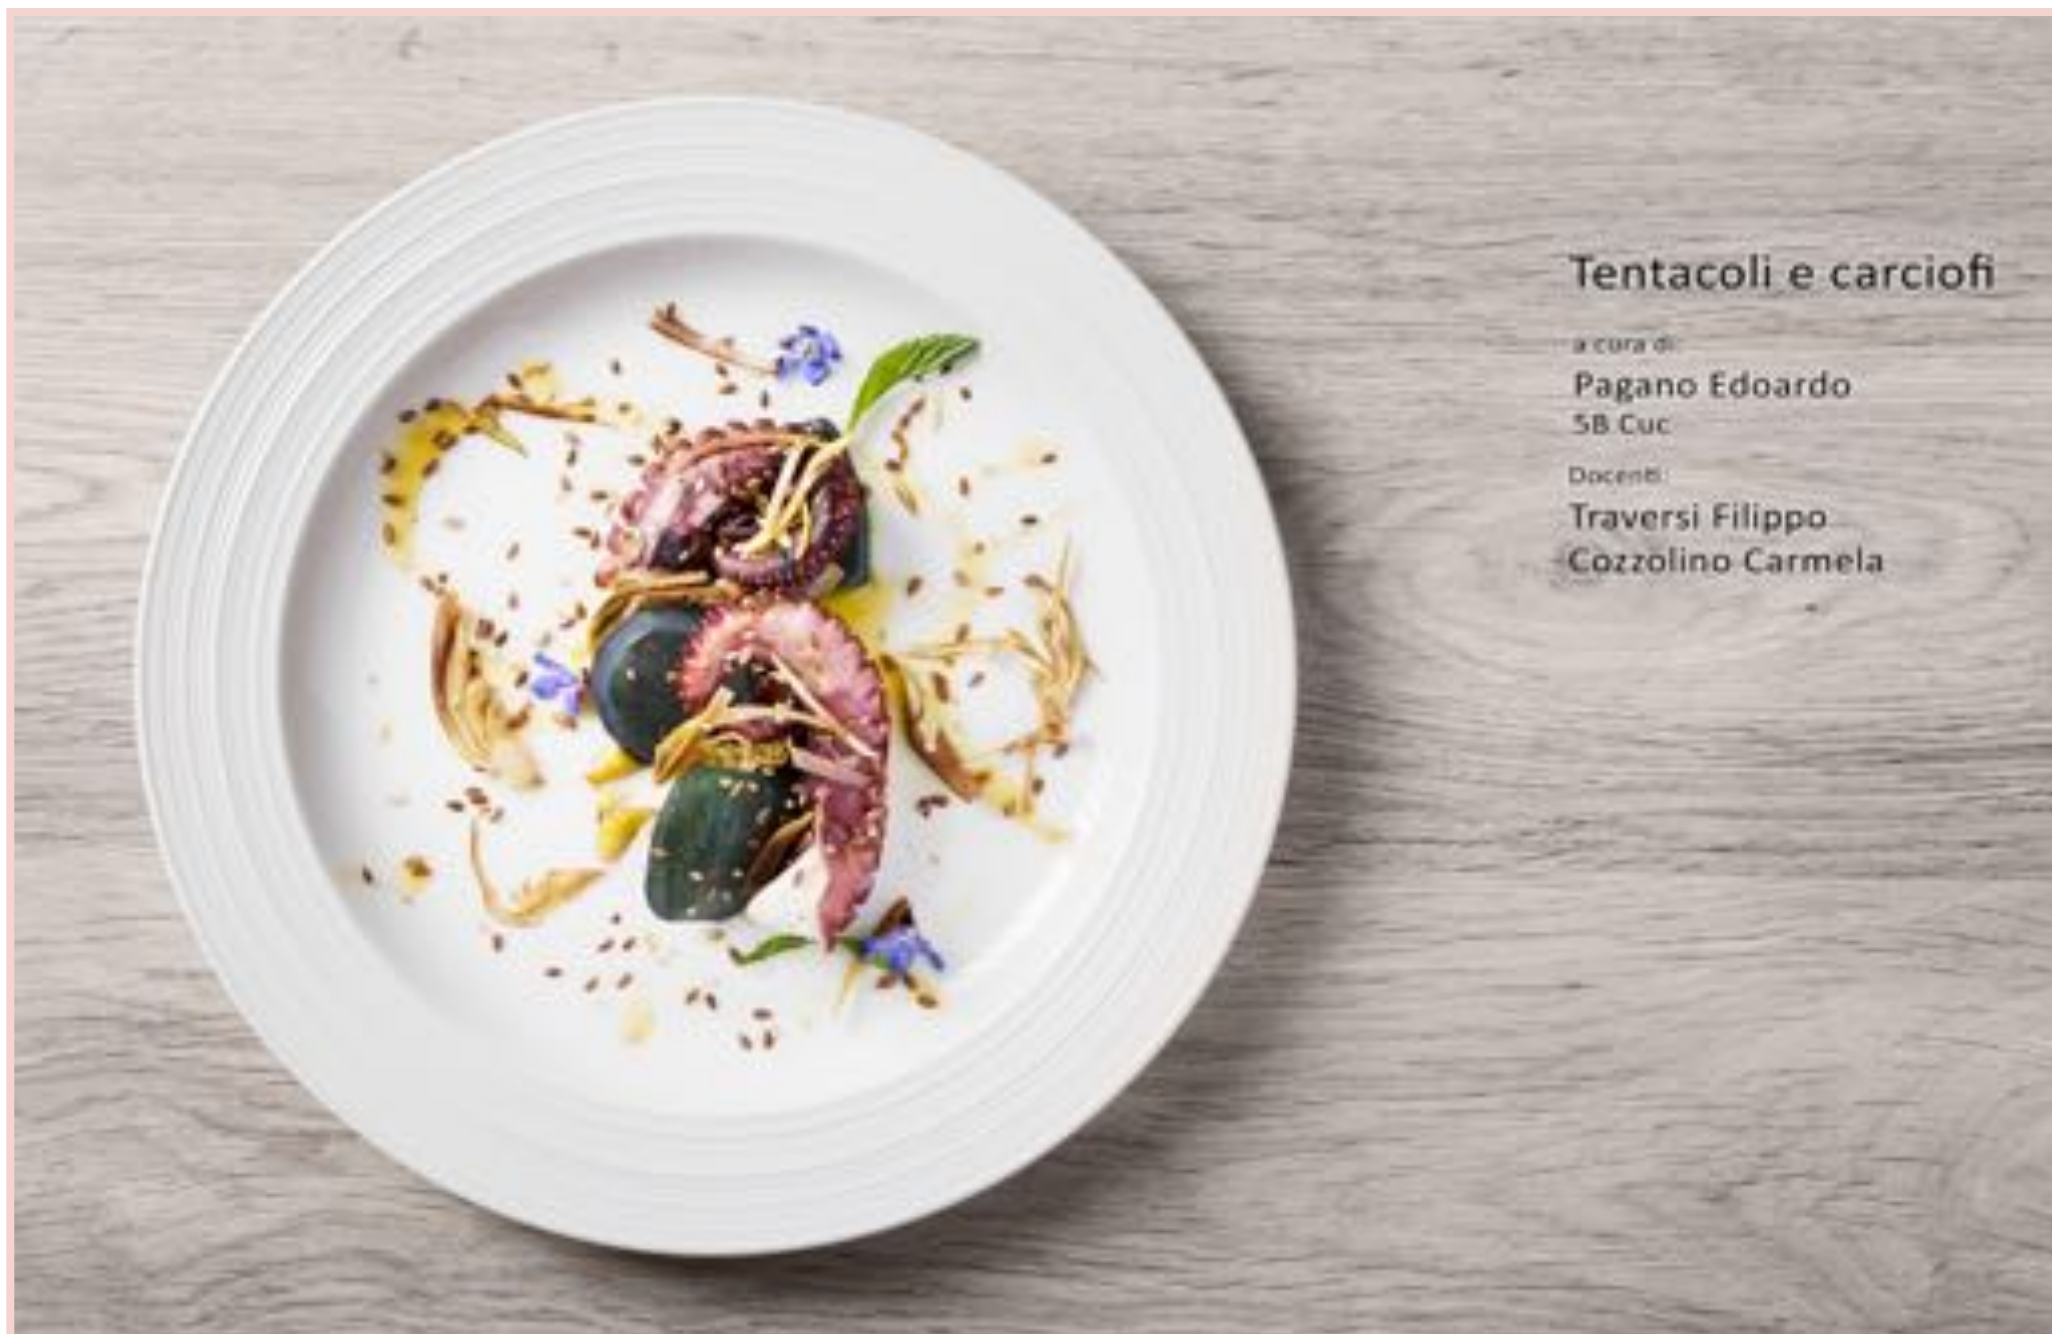 Tentacoli e carciofi
a cura di:
Pagano Edoardo
5B Cuc
Docenti:
Traversi Filippo
Cozzolino Carmela